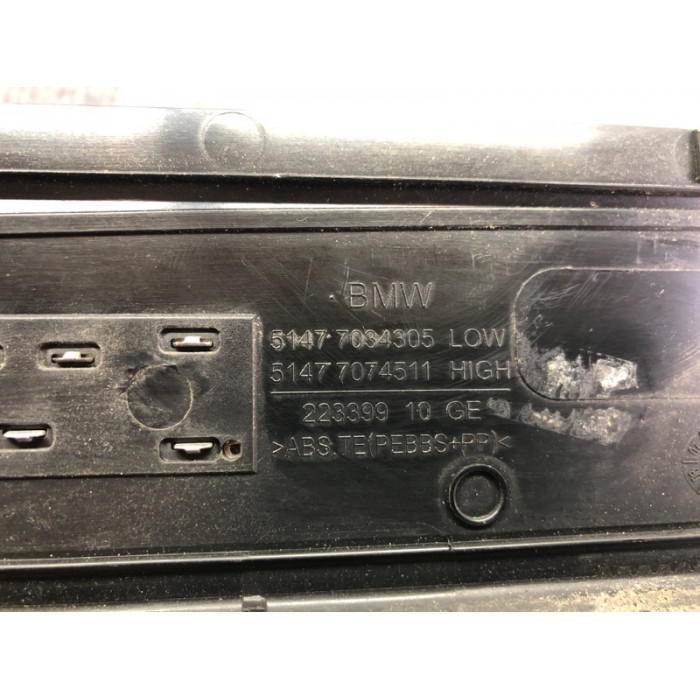 BMW
5147 7034305 LOW
5147 7074511 HIGH
223399 10 GE
>ABS.TE(PEBBS+PP)<